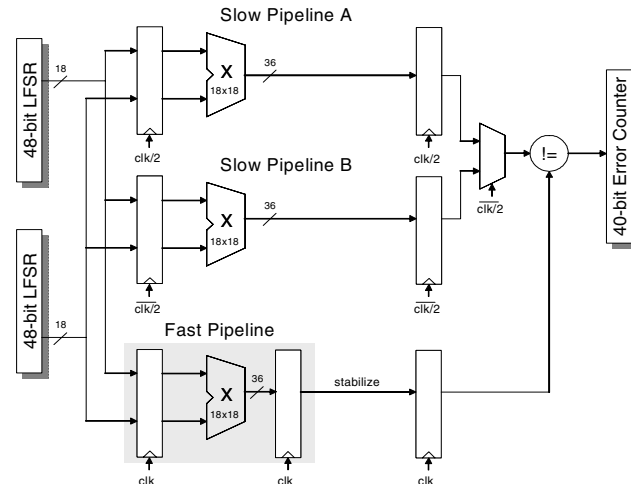 Slow Pipeline A
48-bit LFSR
18
X
18x18
36
clk/2
clk/2
Slow Pipeline B
X
18x18
36
clk/2
clk/2
clk/2
!=
40-bit Error Counter
48-bit LFSR
18
Fast Pipeline
X
18x18
36
stabilize
clk
clk
clk